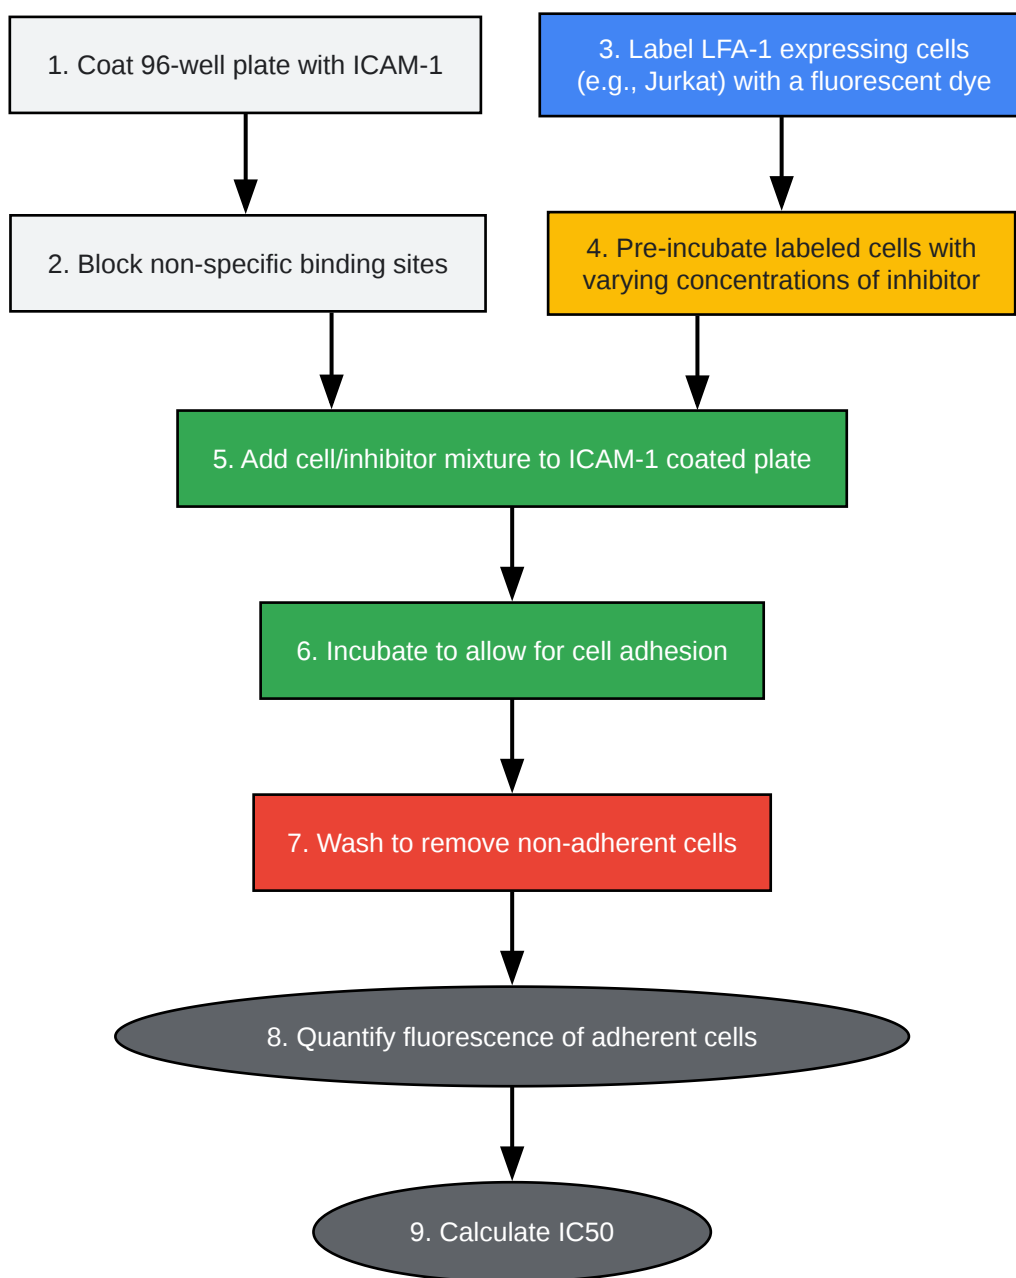 1. Coat 96-well plate with ICAM-1
2. Block non-specific binding sites
3. Label LFA-1 expressing cells
(e.g., Jurkat) with a fluorescent dye
4. Pre-incubate labeled cells with
varying concentrations of inhibitor
5. Add cell/inhibitor mixture to ICAM-1 coated plate
6. Incubate to allow for cell adhesion
7. Wash to remove non-adherent cells
8. Quantify fluorescence of adherent cells
9. Calculate IC50